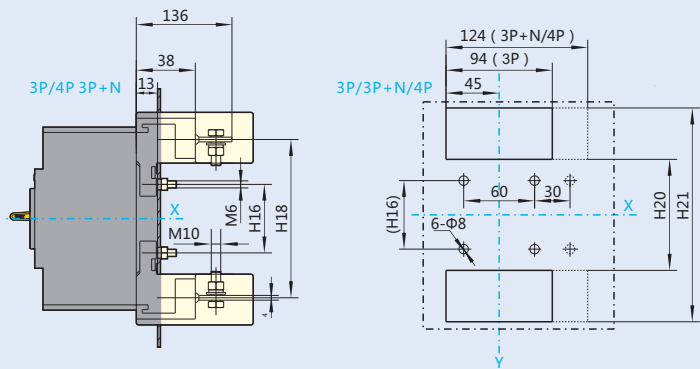 136
38
13
3P/4P 3P+N
X
M6
H16
H18
M10
4
124 ( 3P+N/4P )
94 ( 3P )
45
3P/3P+N/4P
60
30
X
(H16)
H20
H21
6-Φ8
Y